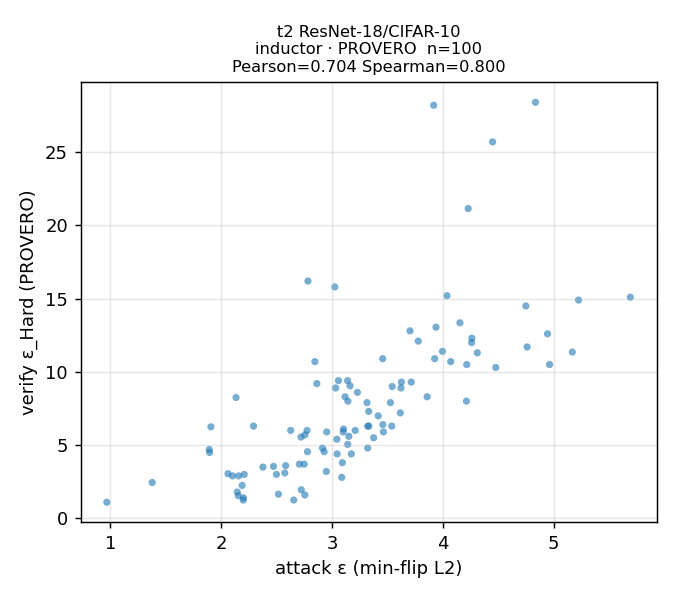 t2 ResNet-18/CIFAR-10
inductor · PROVERO  n=100
Pearson=0.704 Spearman=0.800
verify ε_Hard (PROVERO)
25
20
15
10
5
0
1 2 3 4 5
attack ε (min-flip L2)